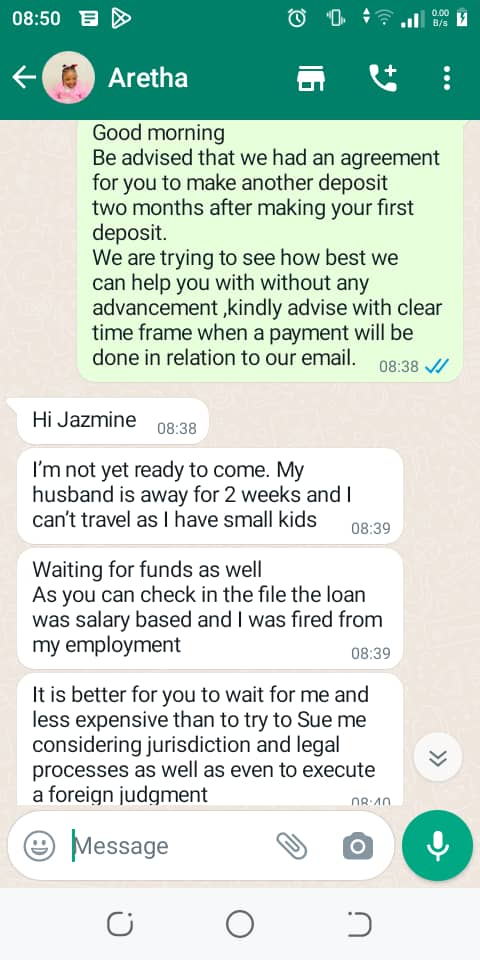 08:50
0.00
B/s
Aretha
Good morning
Be advised that we had an agreement
for you to make another deposit
two months after making your first
deposit.
We are trying to see how best we
can help you with without any
advancement ,kindly advise with clear
time frame when a payment will be
done in relation to our email. 08:38
Hi Jazmine 08:38
I'm not yet ready to come. My
husband is away for 2 weeks and I
can't travel as I have small kids 08:39
Waiting for funds as well
As you can check in the file the loan
was salary based and I was fired from
my employment 08:39
It is better for you to wait for me and
less expensive than to try to Sue me
considering jurisdiction and legal
processes as well as even to execute
a foreign judgment 08:40
Message